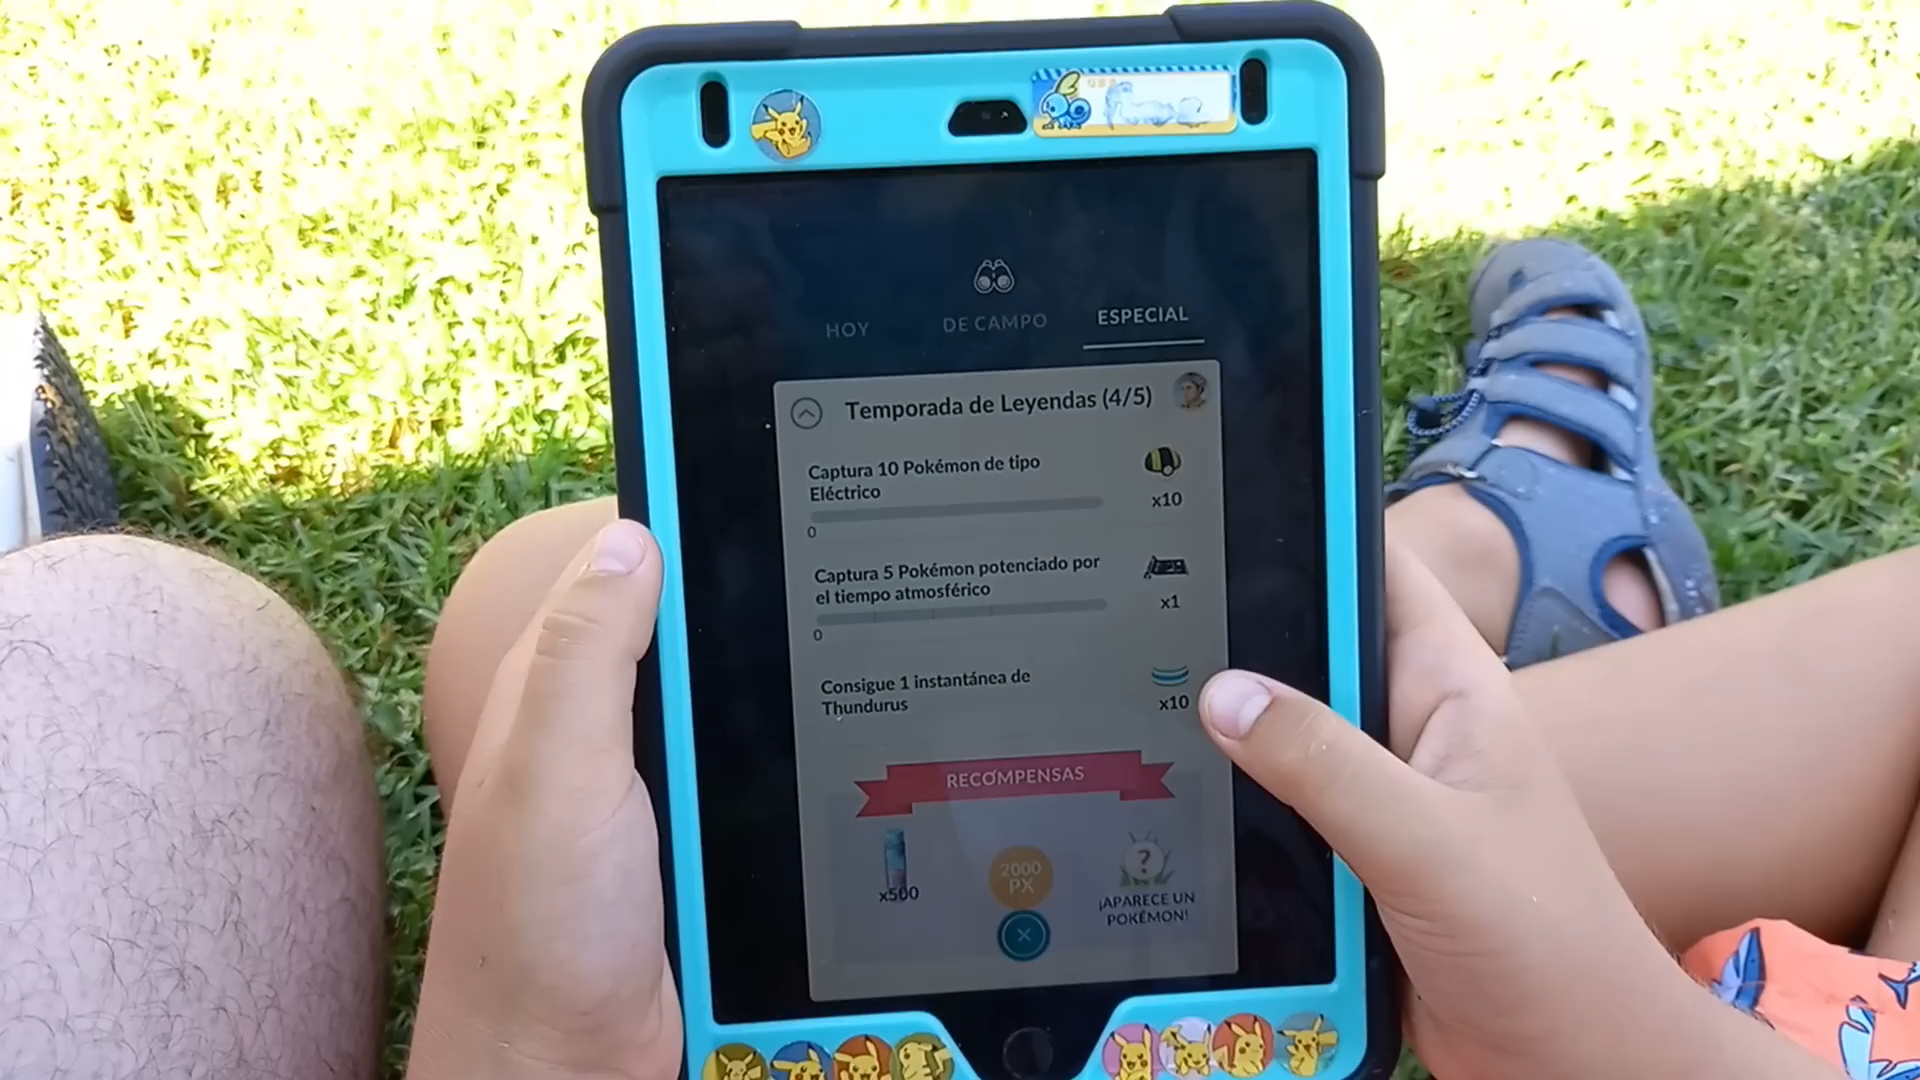 HOY
DE CAMPO
ESPECIAL
Temporada de Leyendas (4/5)
Captura 10 Pokémon de tipo
Eléctrico
x10
0
Captura 5 Pokémon potenciado por
el tiempo atmosférico
x1
0
Consigue 1 instantánea de
Thundurus
x10
RECOMPENSAS
x500
2000
PX
¡APARECE UN
POKÉMON!